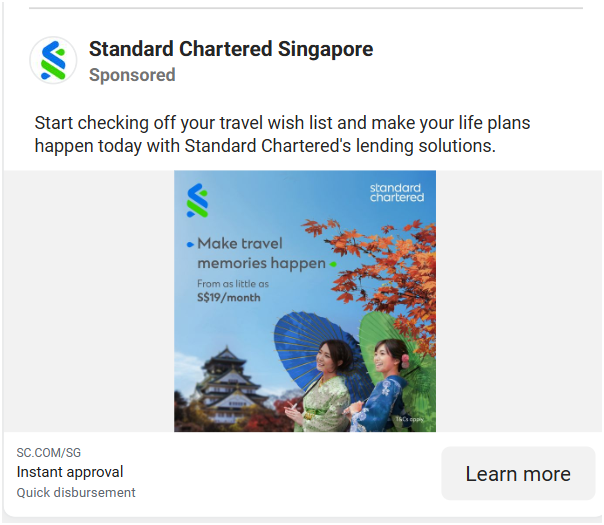 Standard Chartered Singapore
Sponsored
Start checking off your travel wish list and make your life plans
happen today with Standard Chartered's lending solutions.
standard
chartered
Make travel
memories happen
From as little as
S$19/month
T&Cs apply
SC.COM/SG
Instant approval
Quick disbursement
Learn more